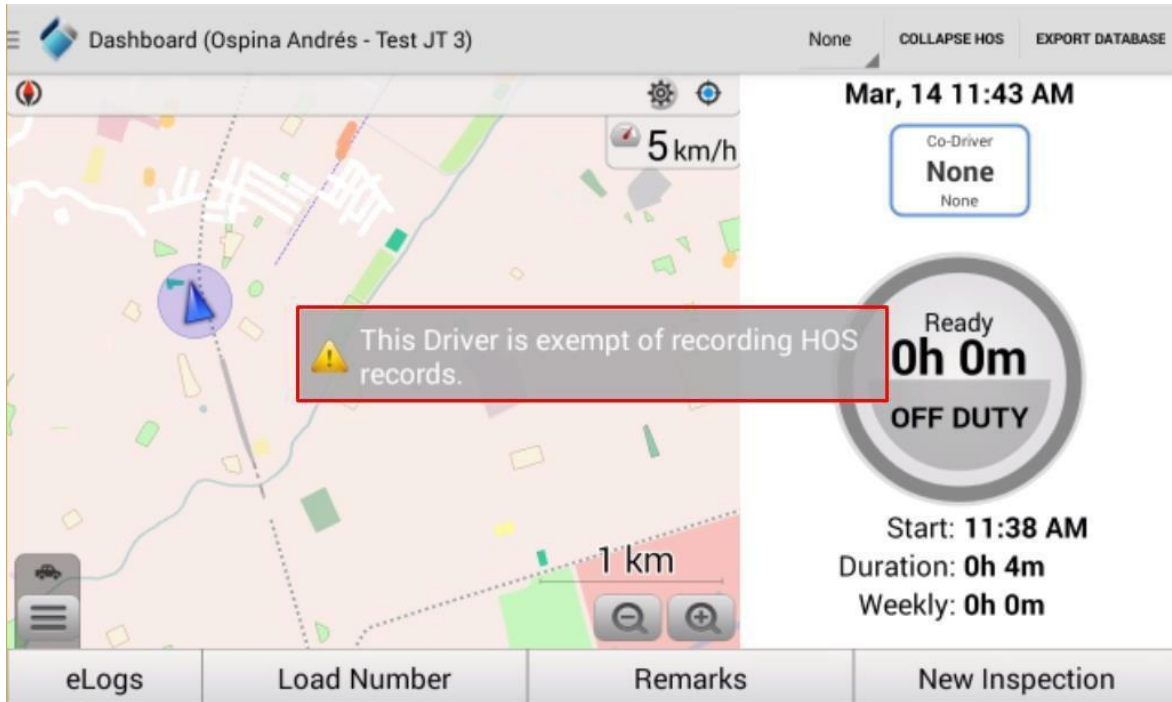 Dashboard (Ospina Andrés - Test JT 3)
None
COLLAPSE HOS
EXPORT DATABASE
5 km/h
Mar, 14 11:43 AM
Co-Driver
None
None
This Driver is exempt of recording HOS
records.
Ready
0h 0m
OFF DUTY
Start: 11:38 AM
Duration: 0h 4m
Weekly: 0h 0m
1 km
eLogs
Load Number
Remarks
New Inspection